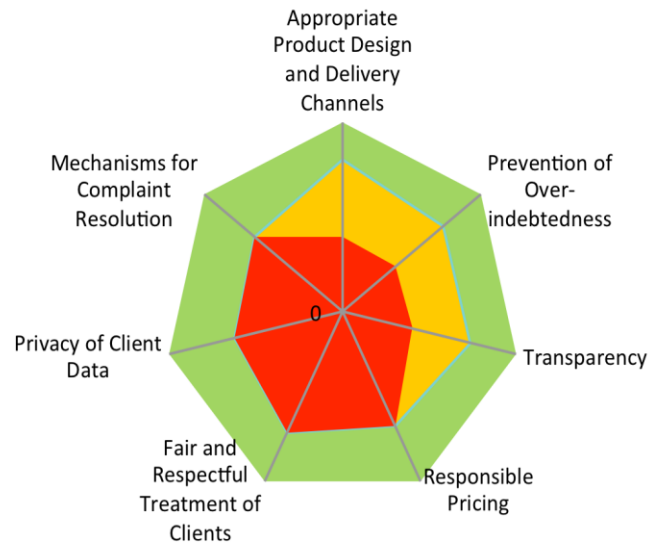 Appropriate
Product Design
and Delivery
Channels
Mechanisms for
Complaint
Resolution
Prevention of
Over-
indebtedness
0
Privacy of Client
Data
Transparency
Fair and
Respectful
Treatment of
Clients
Responsible
Pricing